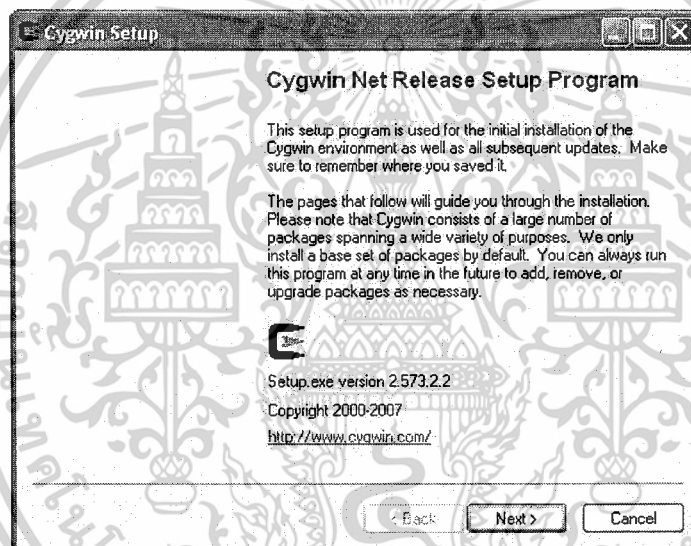 Cygwin Setup
Cygwin Net Release Setup Program
This setup program is used for the initial installation of the
Cygwin environment as well as all subsequent updates. Make
sure to remember where you saved it.
The pages that follow will guide you through the installation.
Please note that Cygwin consists of a large number of
packages spanning a wide variety of purposes. We only
install a base set of packages by default. You can always run
this program at any time in the future to add, remove, or
upgrade packages as necessary.
Setup.exe version 2.573.2.2
Copyright 2000-2007
http://www.cygwin.com/
< Back
Next >
Cancel